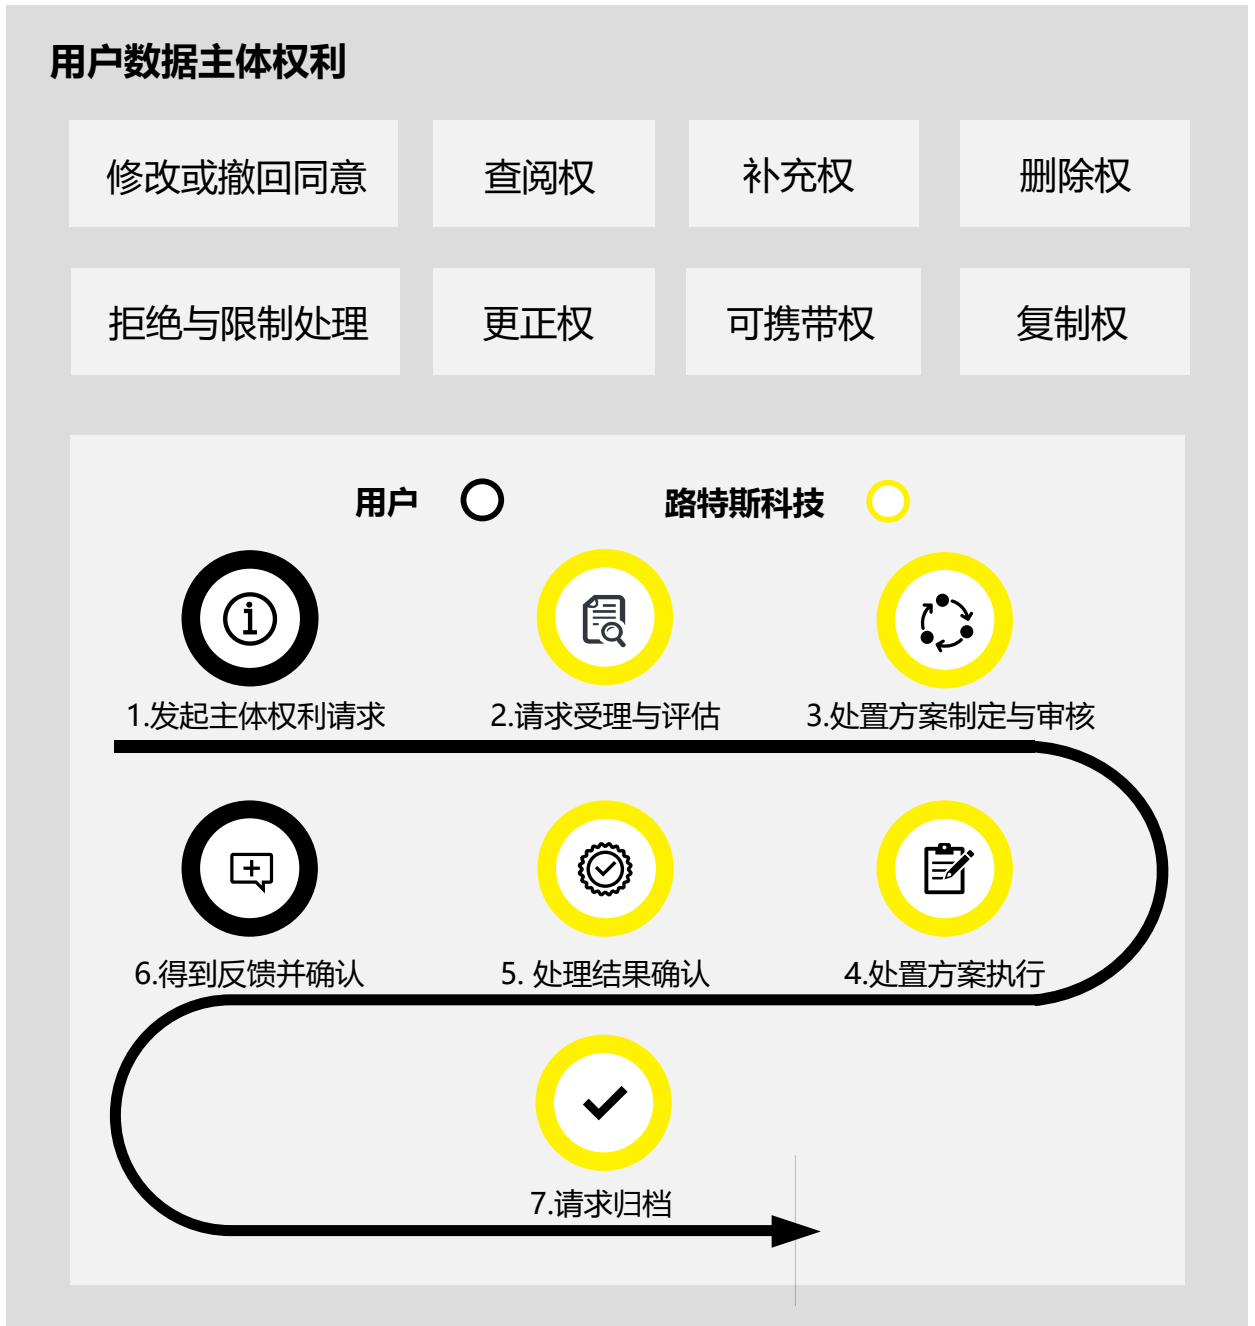 用户数据主体权利
修改或撤回同意 查阅权 补充权 删除权
拒绝与限制处理 更正权 可携带权 复制权
用户 路特斯科技
1.发起主体权利请求 2.请求受理与评估 3.处置方案制定与审核
6.得到反馈并确认 5. 处理结果确认 4.处置方案执行
7.请求归档